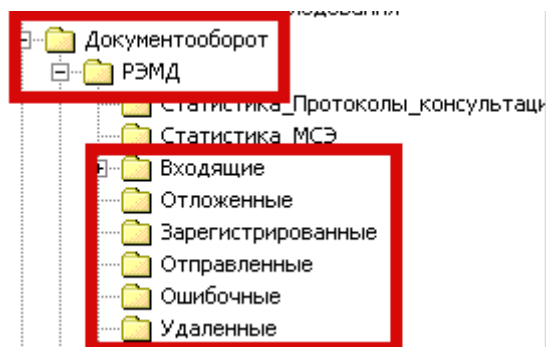 Документооборот
РЭМД
Статистика_Протоколы_консультаци
Статистика_МСЭ
Входящие
Отложенные
Зарегистрированные
Отправленные
Ошибочные
Удаленные